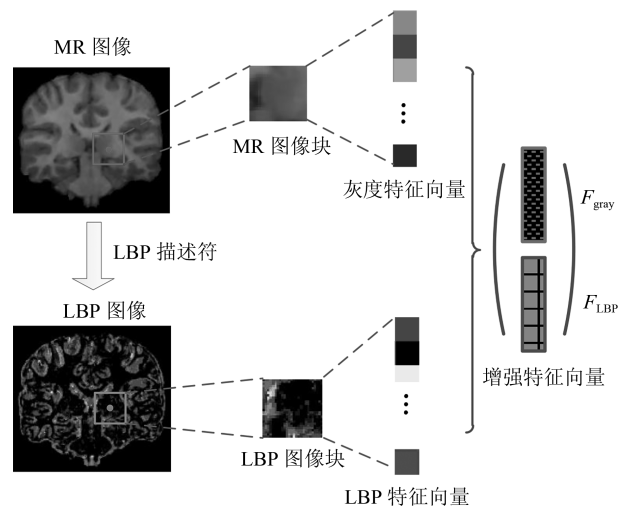 MR 图像
MR 图像块
灰度特征向量
F_gray
LBP 描述符
LBP 图像
F_LBP
增强特征向量
LBP 图像块
LBP 特征向量